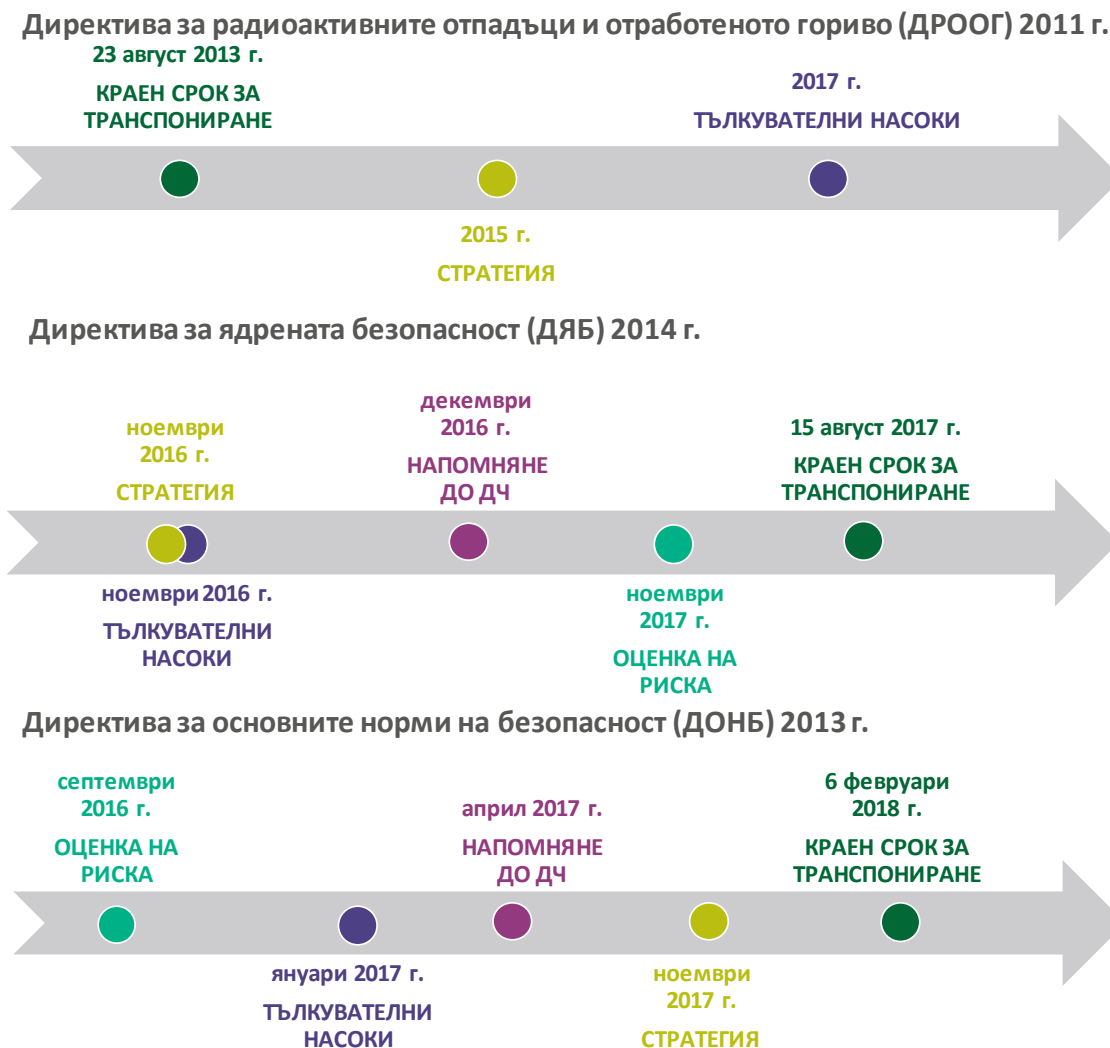 Директива за радиоактивните отпадъци и отработеното гориво (ДРООГ) 2011 г.
23 август 2013 г.
КРАЕН СРОК ЗА
ТРАНСПОНИРАНЕ
2017 г.
ТЪЛКУВАТЕЛНИ НАСОКИ
2015 г.
СТРАТЕГИЯ
Директива за ядрената безопасност (ДЯБ) 2014 г.
ноември
2016 г.
СТРАТЕГИЯ
декември
2016 г.
НАПОМНЯНЕ
ДО ДЧ
15 август 2017 г.
КРАЕН СРОК ЗА
ТРАНСПОНИРАНЕ
ноември 2016 г.
ТЪЛКУВАТЕЛНИ
НАСОКИ
ноември
2017 г.
ОЦЕНКА НА
РИСКА
Директива за основните норми на безопасност (ДОНБ) 2013 г.
септември
2016 г.
ОЦЕНКА НА
РИСКА
април 2017 г.
НАПОМНЯНЕ
ДО ДЧ
6 февруари
2018 г.
КРАЕН СРОК ЗА
ТРАНСПОНИРАНЕ
януари 2017 г.
ТЪЛКУВАТЕЛНИ
НАСОКИ
ноември
2017 г.
СТРАТЕГИЯ